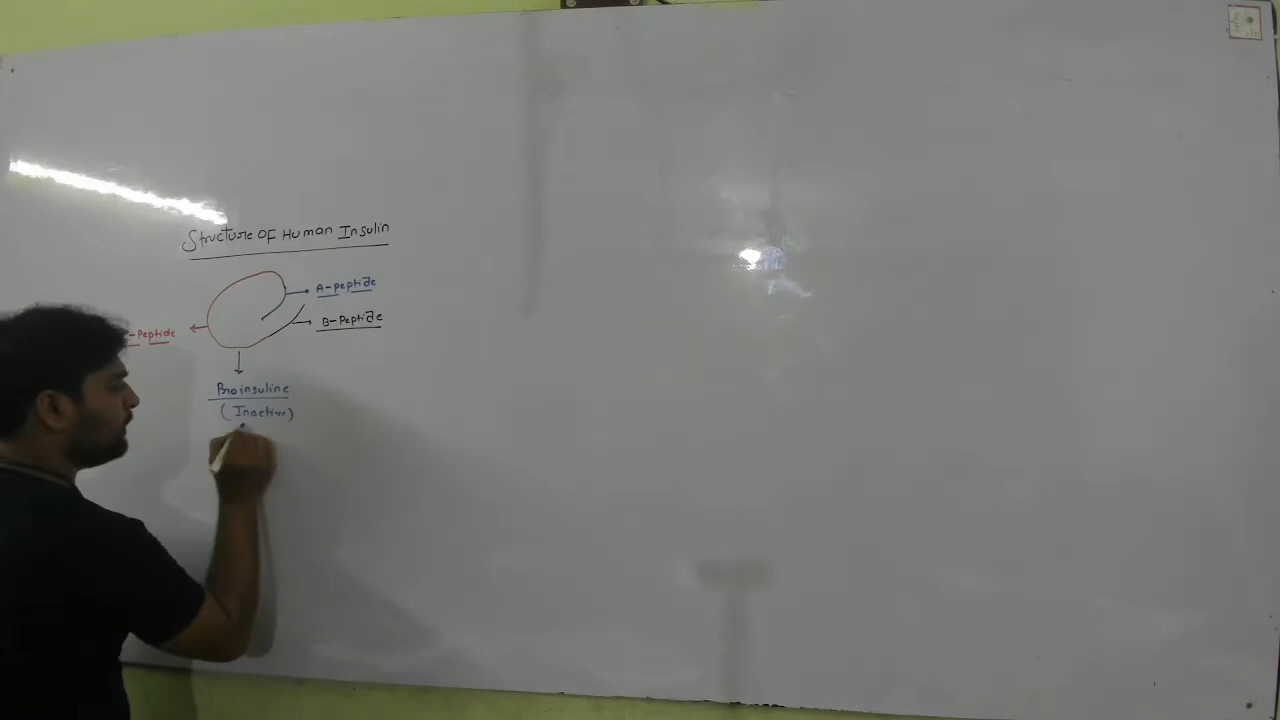 Structure OF Human Insulin
A-peptide
B-Peptide
-Peptide
Proinsuline
(Inactive)